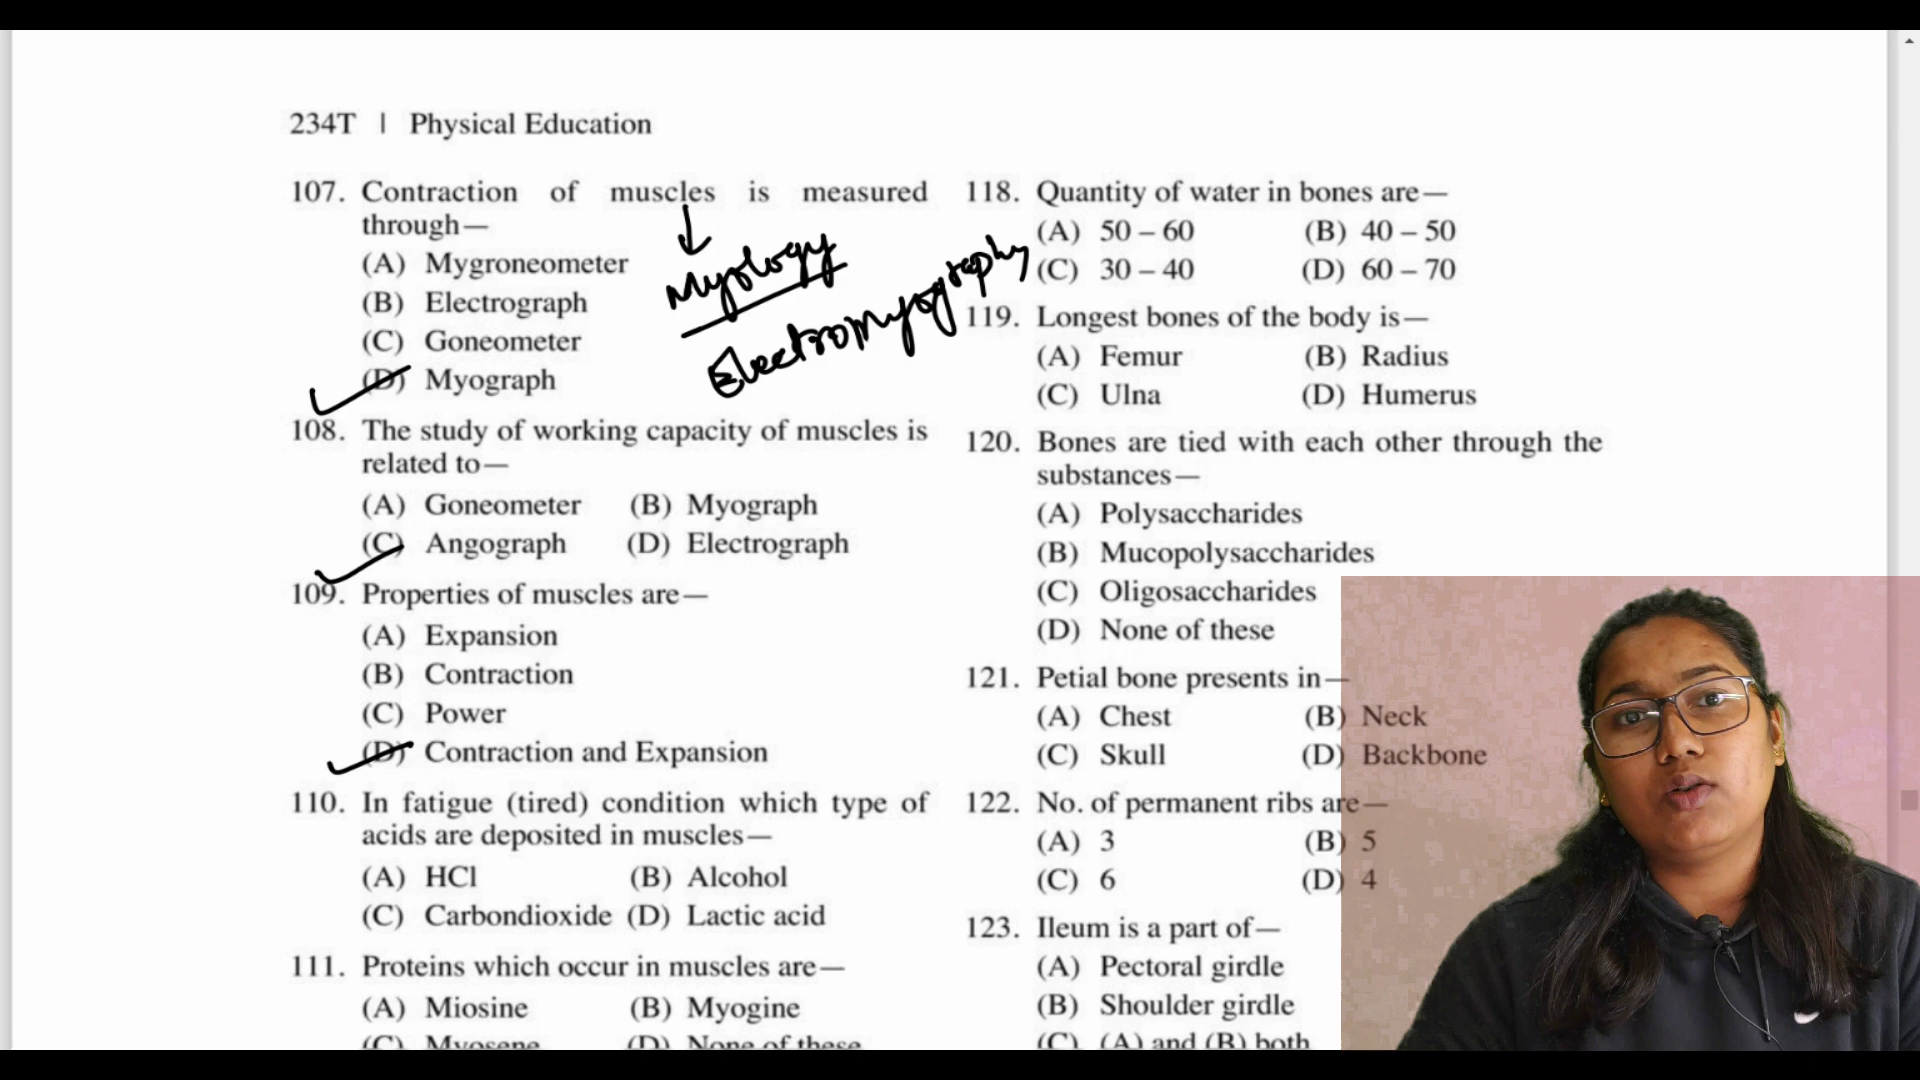 234T | Physical Education
107. Contraction of muscles is measured
through—
(A) Mygroneometer
(B) Electrograph
(C) Goneometer
(D) Myograph
Myology
Electromyography
108. The study of working capacity of muscles is
related to—
(A) Goneometer (B) Myograph
(C) Angograph (D) Electrograph
109. Properties of muscles are—
(A) Expansion
(B) Contraction
(C) Power
(D) Contraction and Expansion
110. In fatigue (tired) condition which type of
acids are deposited in muscles—
(A) HCl (B) Alcohol
(C) Carbondioxide (D) Lactic acid
111. Proteins which occur in muscles are—
(A) Miosine (B) Myogine
(C) Myosene (D) None of these
118. Quantity of water in bones are—
(A) 50 – 60 (B) 40 – 50
(C) 30 – 40 (D) 60 – 70
119. Longest bones of the body is—
(A) Femur (B) Radius
(C) Ulna (D) Humerus
120. Bones are tied with each other through the
substances—
(A) Polysaccharides
(B) Mucopolysaccharides
(C) Oligosaccharides
(D) None of these
121. Petial bone presents in—
(A) Chest (B) Neck
(C) Skull (D) Backbone
122. No. of permanent ribs are—
(A) 3 (B) 5
(C) 6 (D) 4
123. Ileum is a part of—
(A) Pectoral girdle
(B) Shoulder girdle
(C) (A) and (B) both